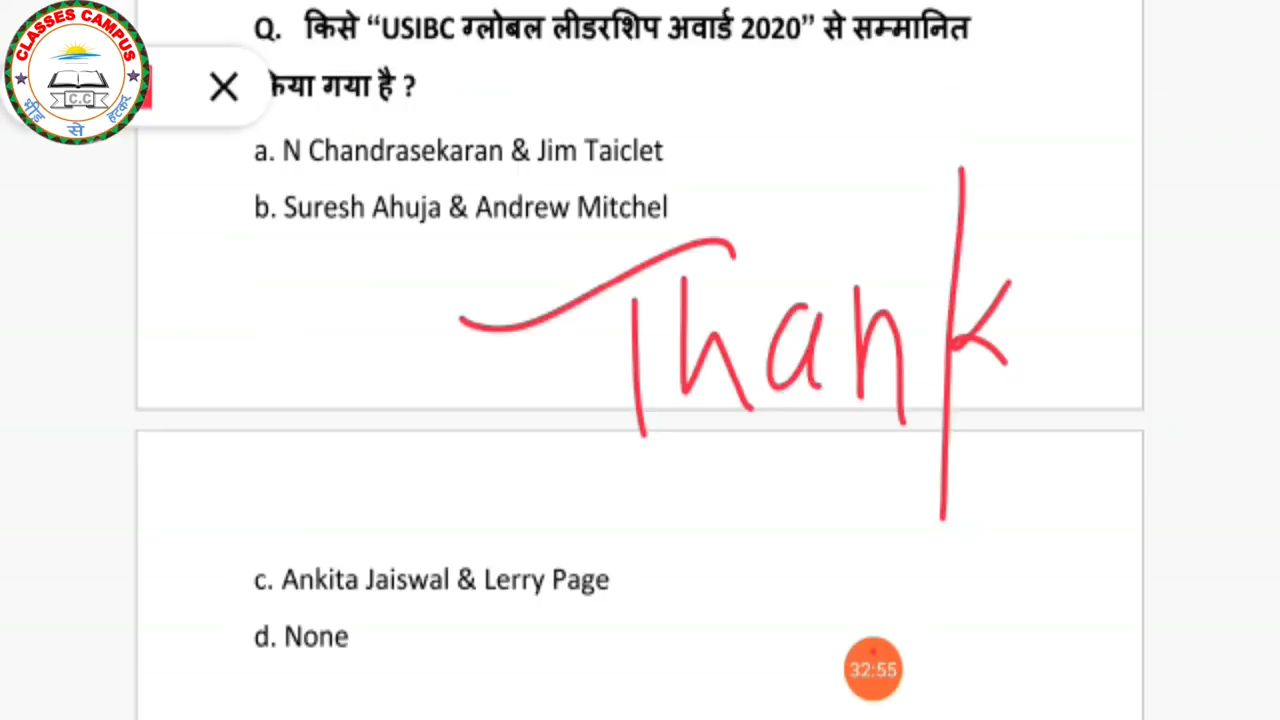 CLASSES CAMPUS
C.C
भीड़ से हटकर
Q. किसे “USIBC ग्लोबल लीडरशिप अवार्ड 2020” से सम्मानित
किया गया है ?
a. N Chandrasekaran & Jim Taiclet
b. Suresh Ahuja & Andrew Mitchel
Thank
c. Ankita Jaiswal & Lerry Page
d. None
32:55